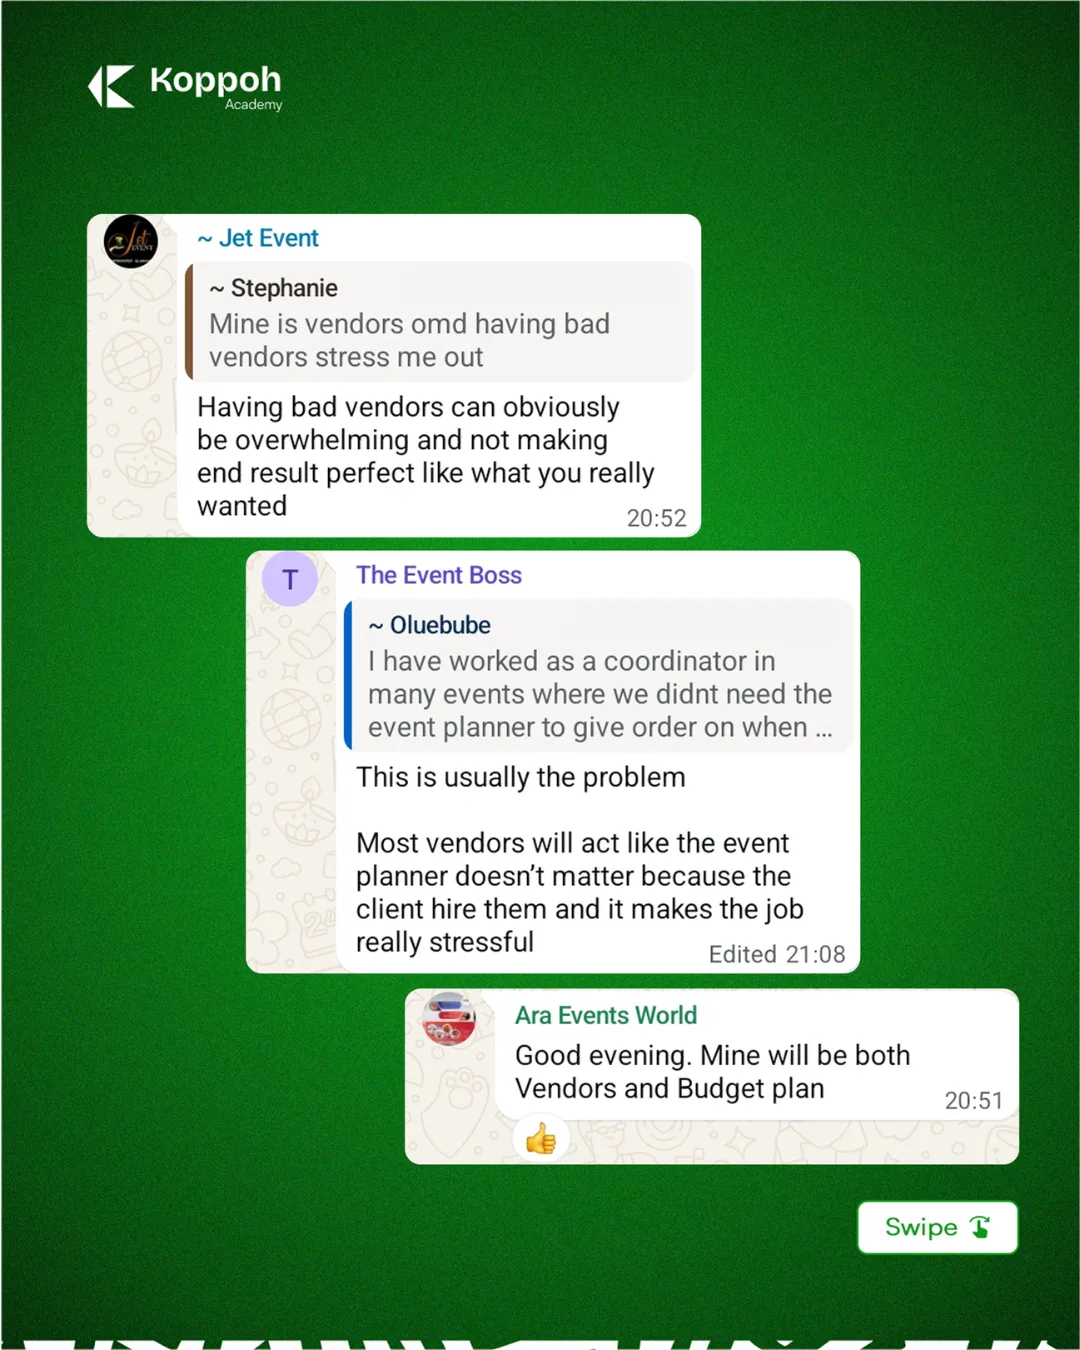 Koppoh
Academy
~ Jet Event
~ Stephanie
Mine is vendors omd having bad
vendors stress me out
Having bad vendors can obviously
be overwhelming and not making
end result perfect like what you really
wanted
20:52
T
The Event Boss
~ Oluebube
I have worked as a coordinator in
many events where we didnt need the
event planner to give order on when ...
This is usually the problem
Most vendors will act like the event
planner doesn’t matter because the
client hire them and it makes the job
really stressful
Edited 21:08
Ara Events World
Good evening. Mine will be both
Vendors and Budget plan
20:51
Swipe